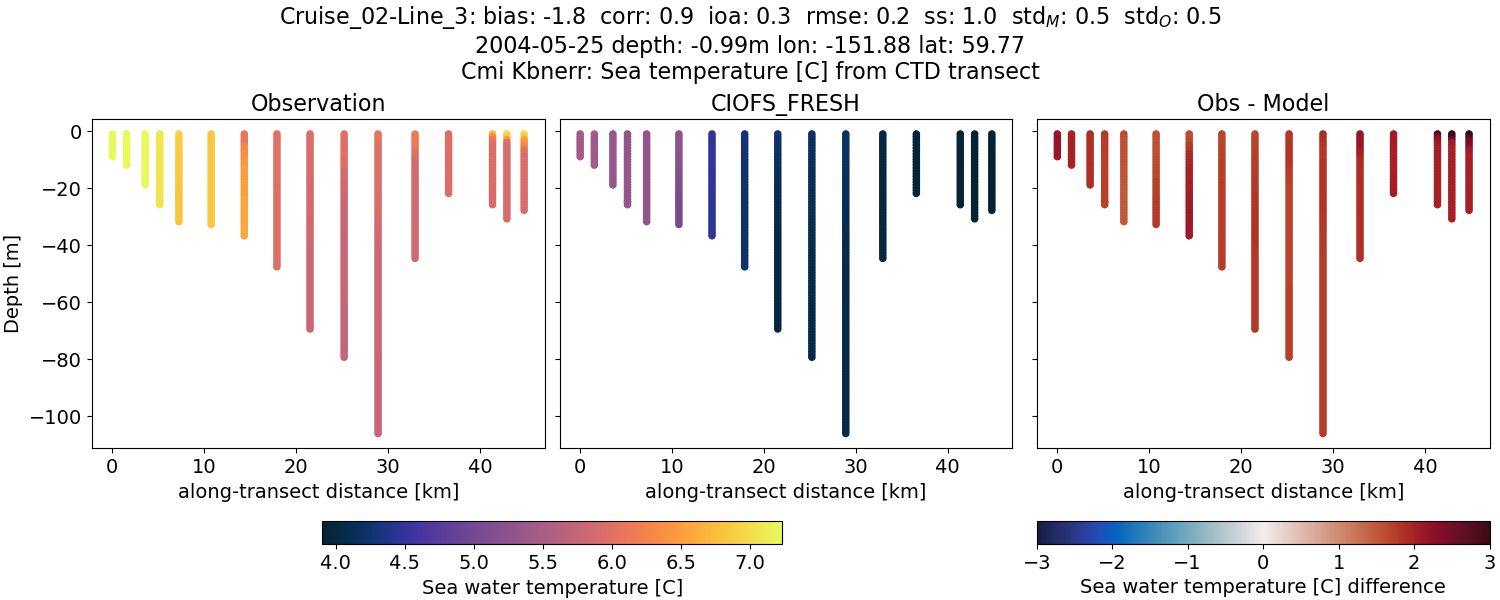 Cruise_02-Line_3: bias: -1.8  corr: 0.9  ioa: 0.3  rmse: 0.2  ss: 1.0  std_M: 0.5  std_O: 0.5
2004-05-25 depth: -0.99m lon: -151.88 lat: 59.77
Cmi Kbnerr: Sea temperature [C] from CTD transect
Observation
CIOFS_FRESH
Obs - Model
Depth [m]
0
−20
−40
−60
−80
−100
0 10 20 30 40
0 10 20 30 40
0 10 20 30 40
along-transect distance [km]
along-transect distance [km]
along-transect distance [km]
4.0 4.5 5.0 5.5 6.0 6.5 7.0
Sea water temperature [C]
−3 −2 −1 0 1 2 3
Sea water temperature [C] difference